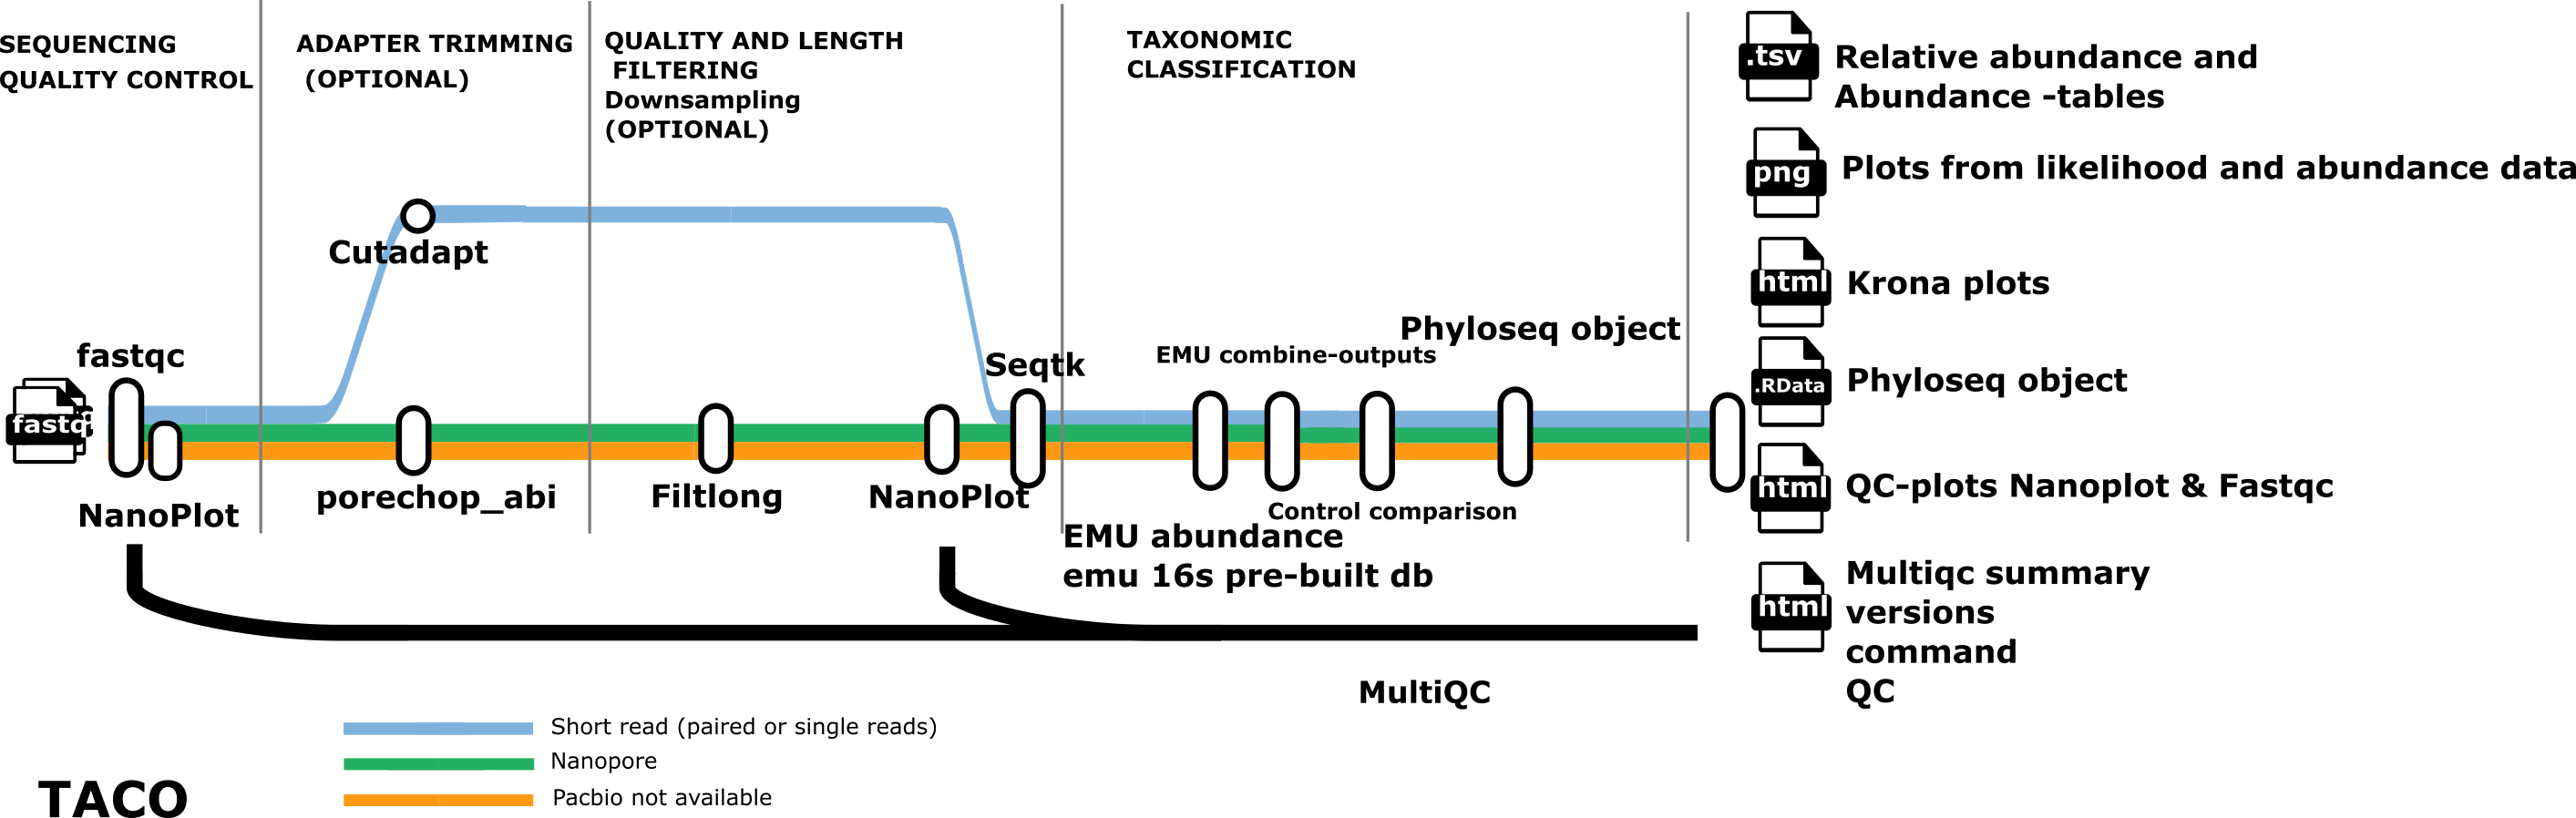 SEQUENCING
QUALITY CONTROL
ADAPTER TRIMMING
(OPTIONAL)
QUALITY AND LENGTH
FILTERING
Downsampling
(OPTIONAL)
TAXONOMIC
CLASSIFICATION
.tsv
Relative abundance and
Abundance -tables
png
Plots from likelihood and abundance data
html
Krona plots
.RData
Phyloseq object
html
QC-plots Nanoplot & Fastqc
html
Multiqc summary
versions
command
QC
Cutadapt
fastqc
fastq
NanoPlot
porechop_abi
Filtlong
NanoPlot
Seqtk
EMU combine-outputs
Phyloseq object
Control comparison
EMU abundance
emu 16s pre-built db
MultiQC
Short read (paired or single reads)
Nanopore
Pacbio not available
TACO